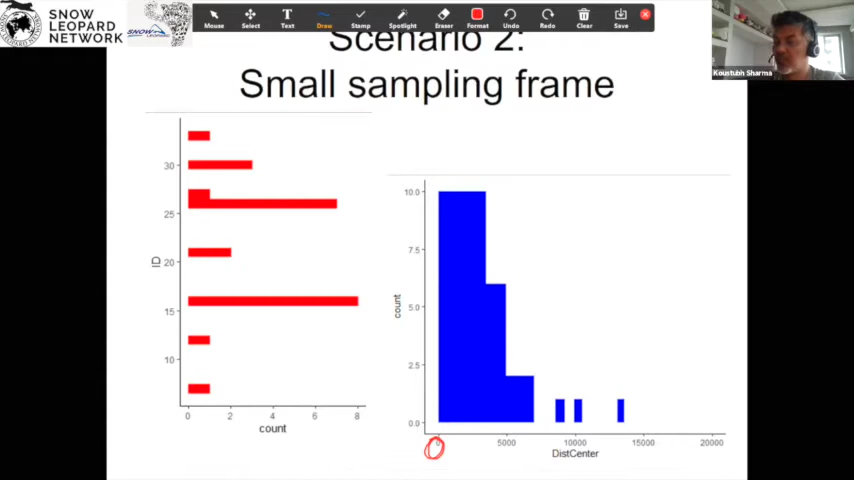 SNOW
LEOPARD
NETWORK
SNOW
LEOPARD
Mouse Select Text Draw Stamp Spotlight Eraser Format Undo Redo Clear Save
Koustubh Sharma
Scenario 2:
Small sampling frame
ID
30
25
20
15
10
0 2 4 6 8
count
count
10.0
7.5
5.0
2.5
0.0
0 5000 10000 15000 20000
DistCenter